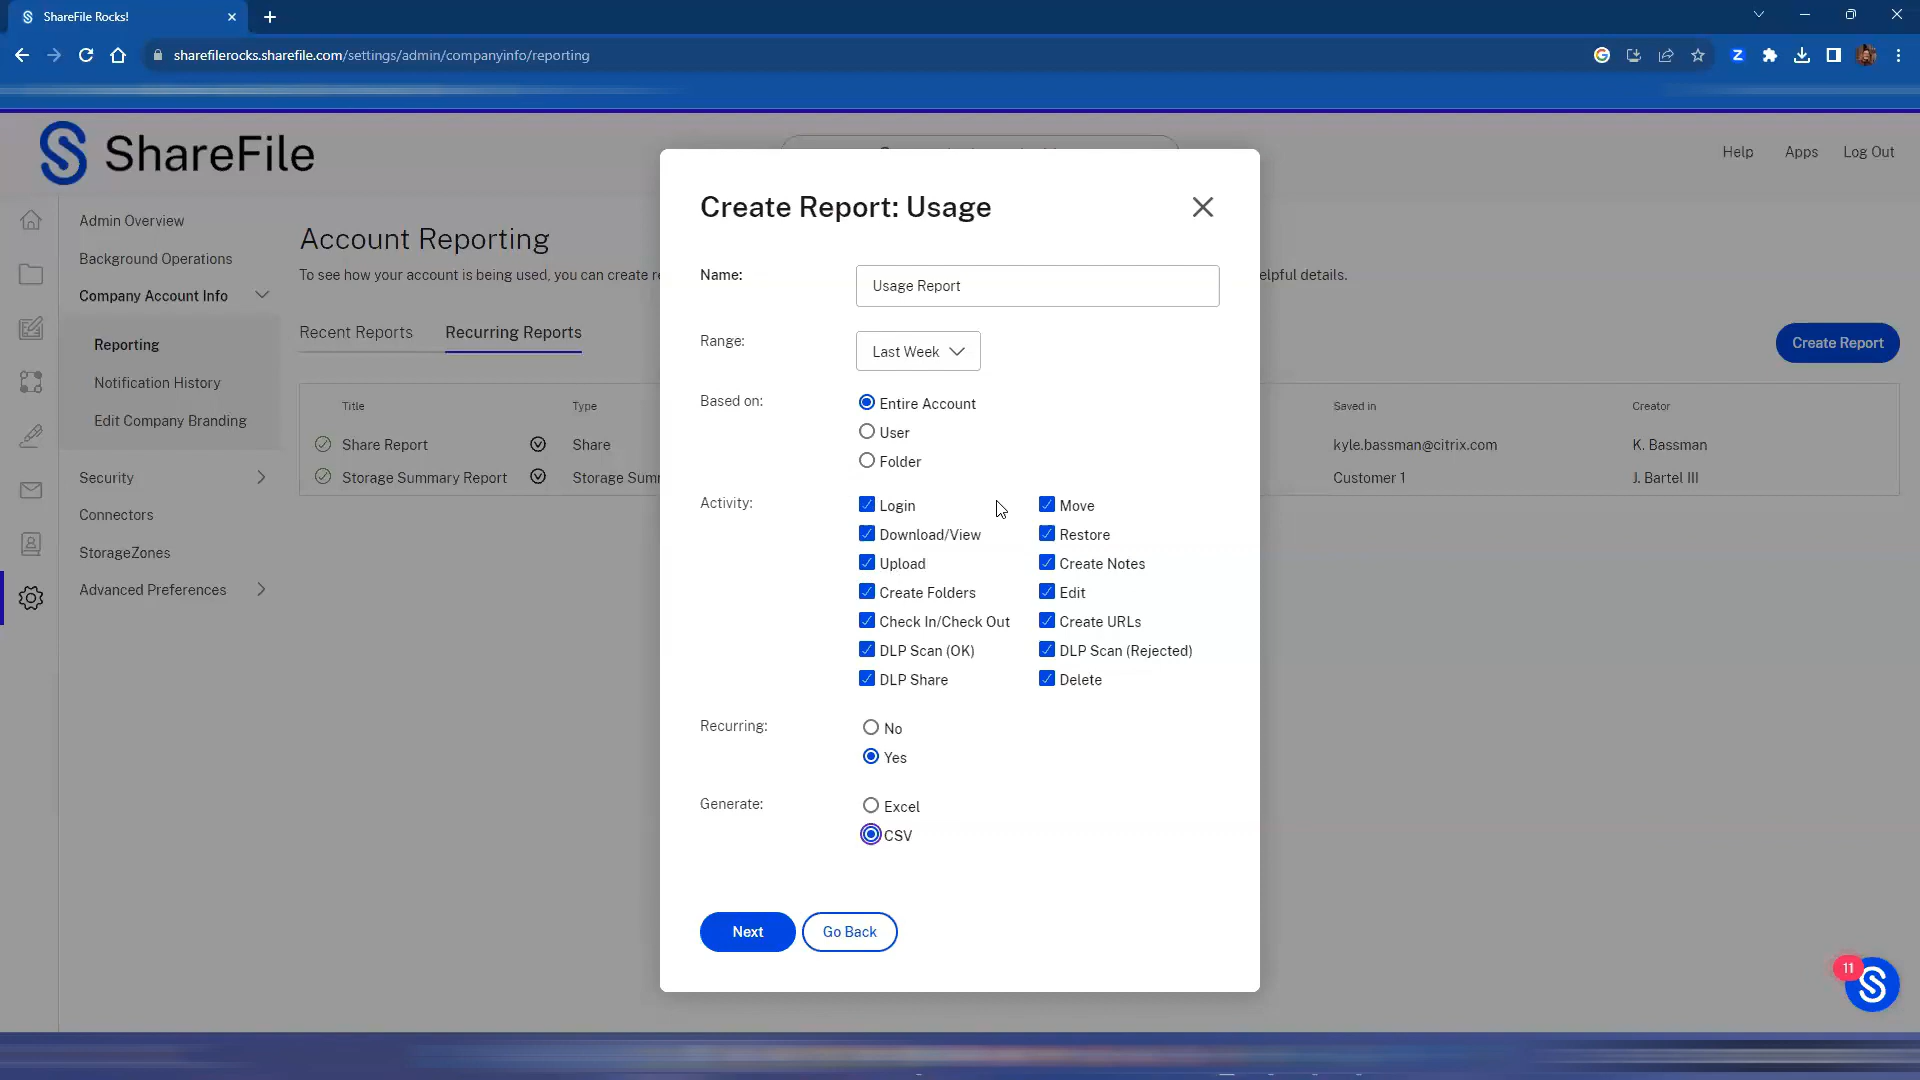 ShareFile Rocks!
sharefilerocks.sharefile.com/settings/admin/companyinfo/reporting
ShareFile
Help Apps Log Out
Admin Overview
Background Operations
Company Account Info
Reporting
Notification History
Edit Company Branding
Security
Connectors
StorageZones
Advanced Preferences
Account Reporting
To see how your account is being used, you can create re
elpful details.
Recent Reports Recurring Reports
Create Report
Title Type Saved in Creator
Share Report Share kyle.bassman@citrix.com K. Bassman
Storage Summary Report Storage Sum Customer 1 J. Bartel III
Create Report: Usage
Name: Usage Report
Range: Last Week
Based on: Entire Account
User
Folder
Activity: Login Move
Download/View Restore
Upload Create Notes
Create Folders Edit
Check In/Check Out Create URLs
DLP Scan (OK) DLP Scan (Rejected)
DLP Share Delete
Recurring: No
Yes
Generate: Excel
CSV
Next Go Back
11